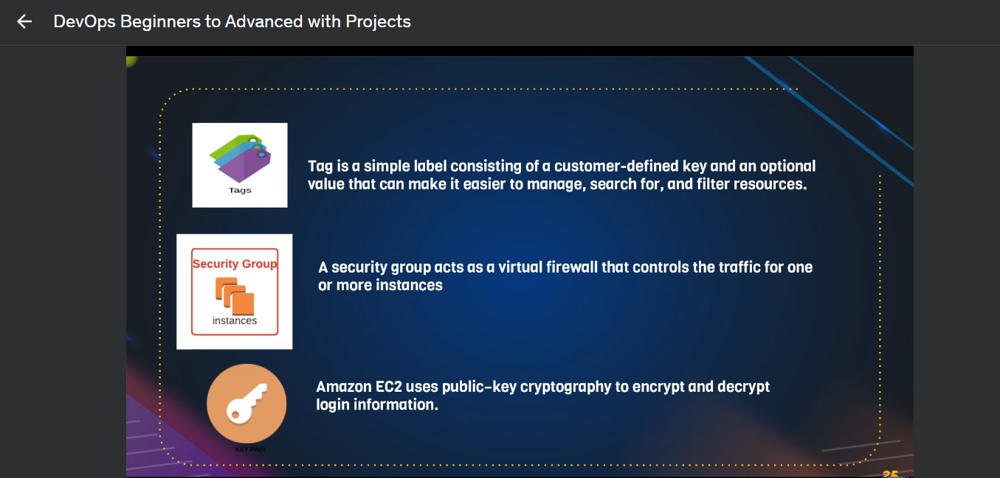 DevOps Beginners to Advanced with Projects
Tags
Tag is a simple label consisting of a customer-defined key and an optional
value that can make it easier to manage, search for, and filter resources.
Security Group
instances
A security group acts as a virtual firewall that controls the traffic for one
or more instances
KEY PAIR
Amazon EC2 uses public-key cryptography to encrypt and decrypt
login information.
25